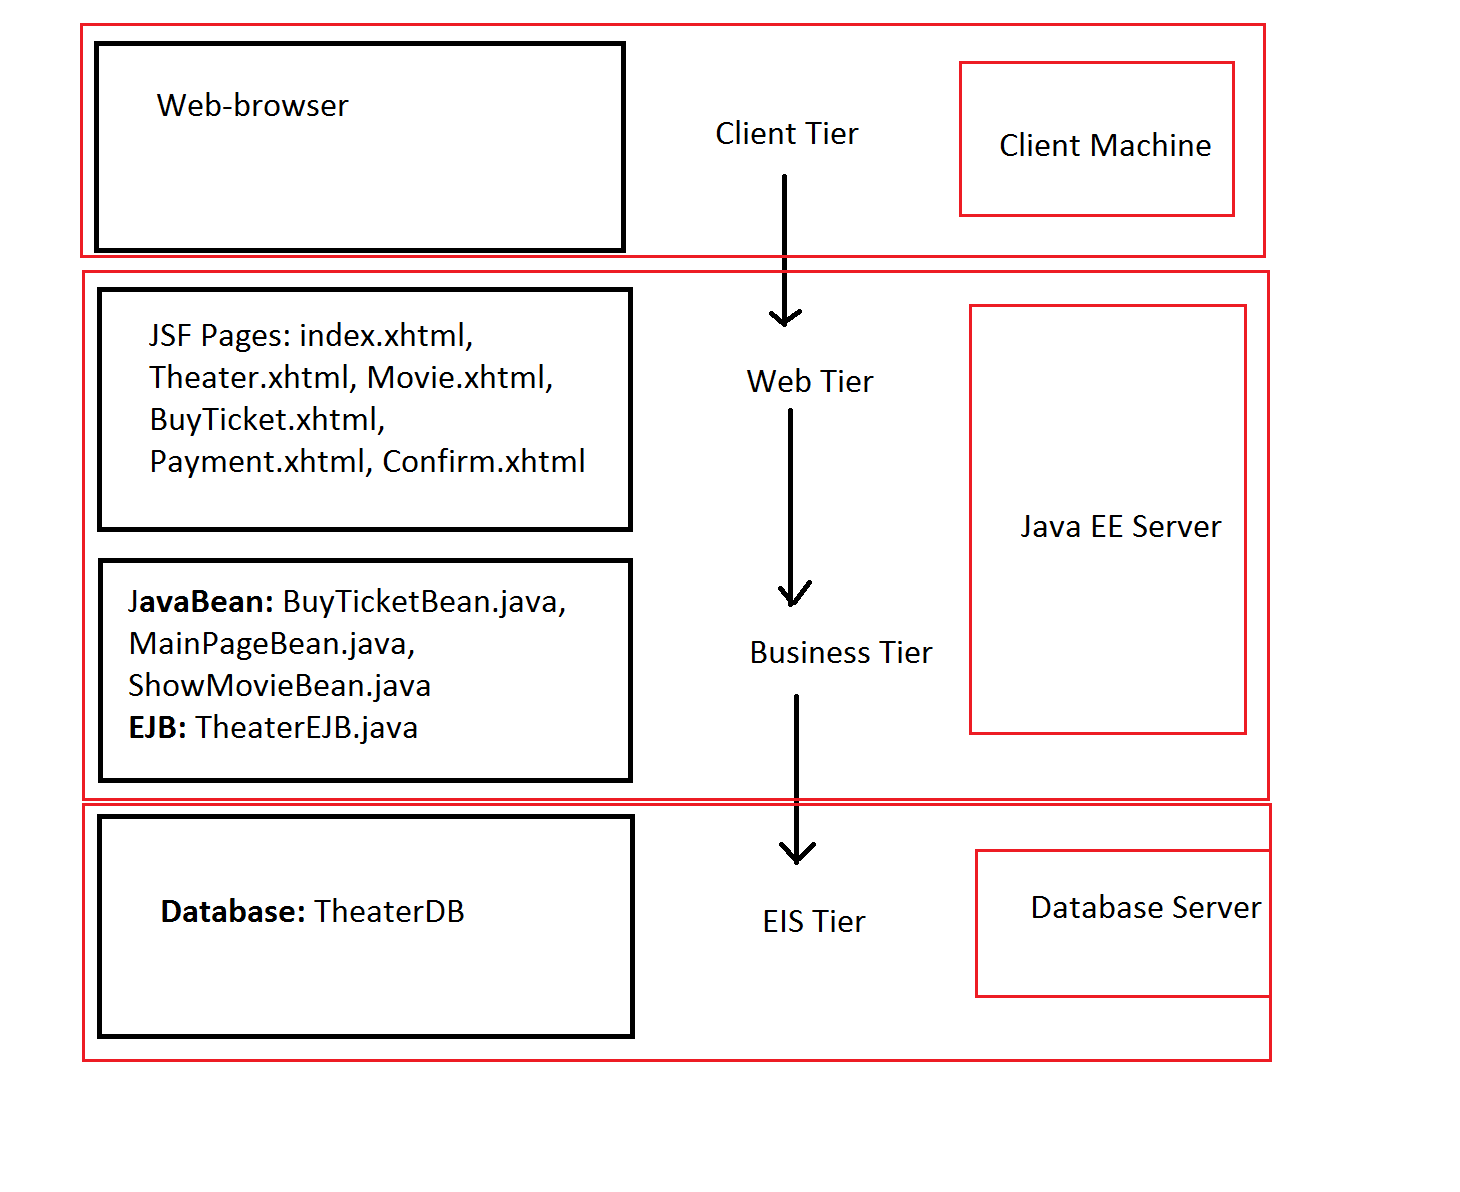 Web-browser
Client Tier
Client Machine
JSF Pages: index.xhtml,
Theater.xhtml, Movie.xhtml,
BuyTicket.xhtml,
Payment.xhtml, Confirm.xhtml
Web Tier
Java EE Server
JavaBean: BuyTicketBean.java,
MainPageBean.java,
ShowMovieBean.java
EJB: TheaterEJB.java
Business Tier
Database: TheaterDB
EIS Tier
Database Server